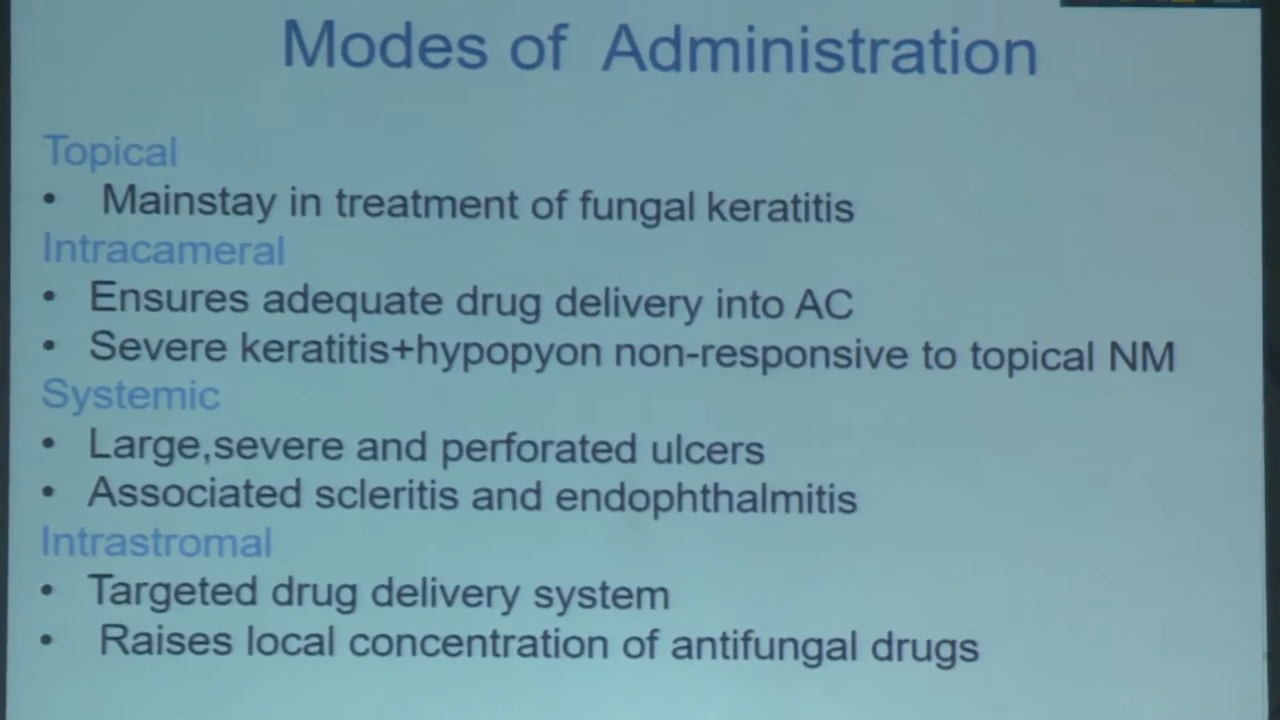 Modes of Administration
Topical
• Mainstay in treatment of fungal keratitis
Intracameral
• Ensures adequate drug delivery into AC
• Severe keratitis+hypopyon non-responsive to topical NM
Systemic
• Large,severe and perforated ulcers
• Associated scleritis and endophthalmitis
Intrastromal
• Targeted drug delivery system
• Raises local concentration of antifungal drugs